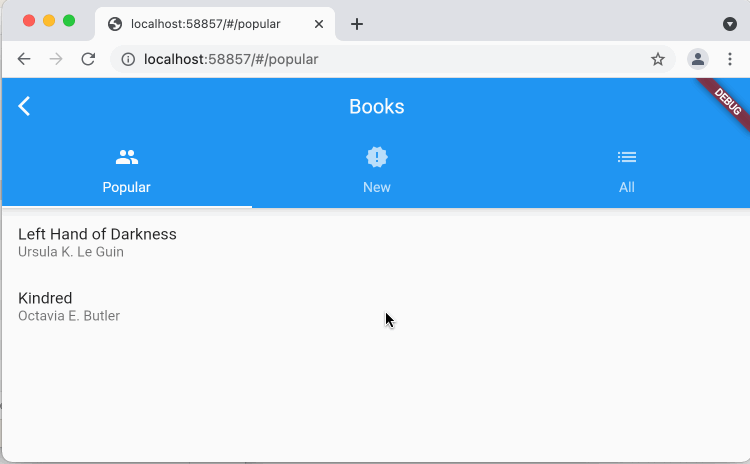 localhost:58857/#/popular
localhost:58857/#/popular
Books
DEBUG
Popular
New
All
Left Hand of Darkness
Ursula K. Le Guin
Kindred
Octavia E. Butler